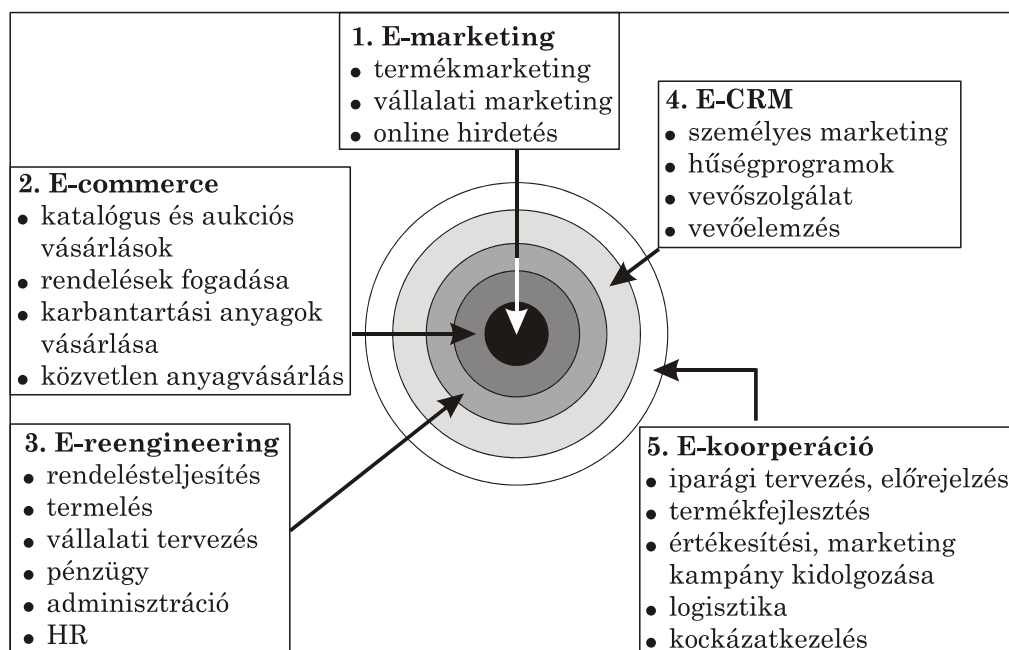 1. E-marketing
• termékmarketing
• vállalati marketing
• online hirdetés
2. E-commerce
• katalógus és aukciós
vásárlások
• rendelések fogadása
• karbantartási anyagok
vásárlása
• közvetlen anyagvásárlás
3. E-reengineering
• rendelésteljesítés
• termelés
• vállalati tervezés
• pénzügy
• adminisztráció
• HR
4. E-CRM
• személyes marketing
• hűségprogramok
• vevőszolgálat
• vevőelemzés
5. E-koorperáció
• iparági tervezés, előrejelzés
• termékfejlesztés
• értékesítési, marketing
kampány kidolgozása
• logisztika
• kockázatkezelés